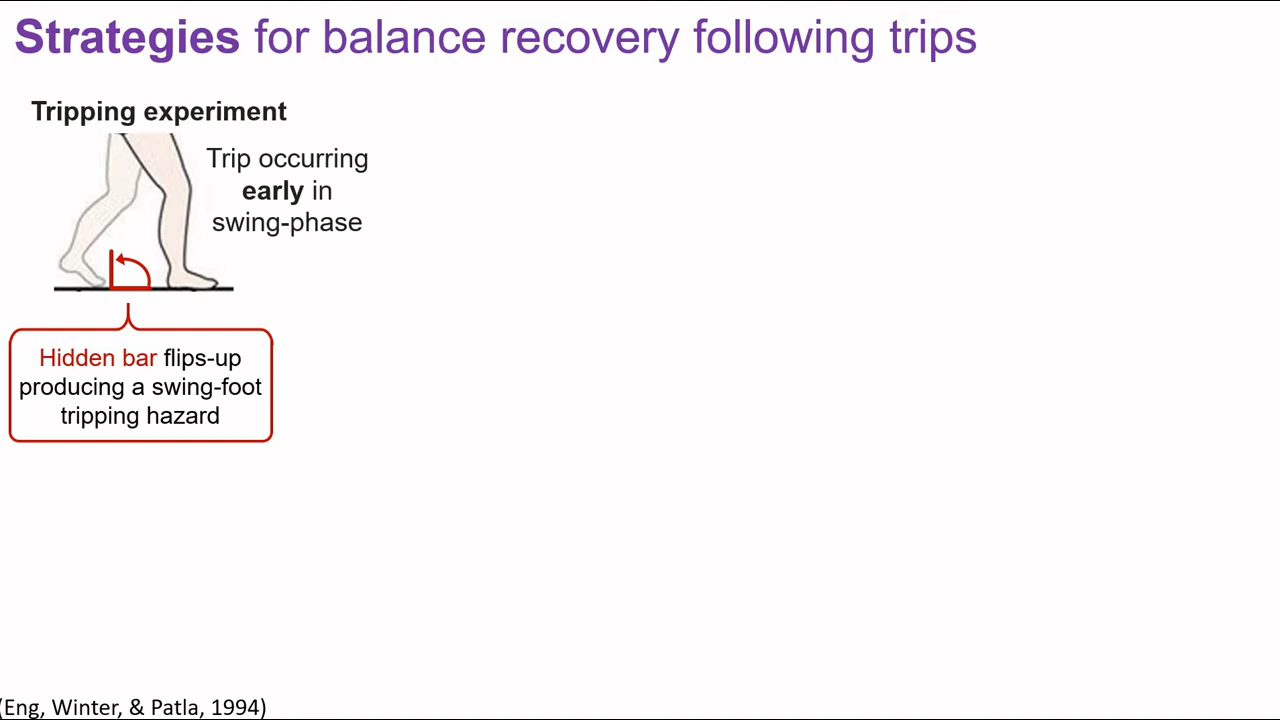 Strategies for balance recovery following trips
Tripping experiment
Trip occurring
early in
swing-phase
Hidden bar flips-up
producing a swing-foot
tripping hazard
(Eng, Winter, & Patla, 1994)